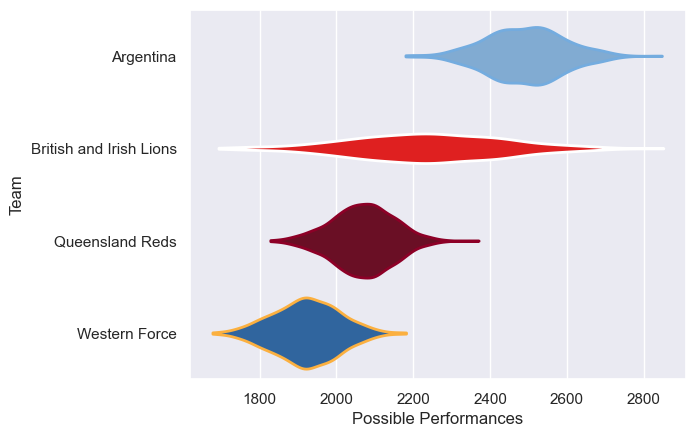 Argentina
British and Irish Lions
Queensland Reds
Western Force
Team
1800 2000 2200 2400 2600 2800
Possible Performances